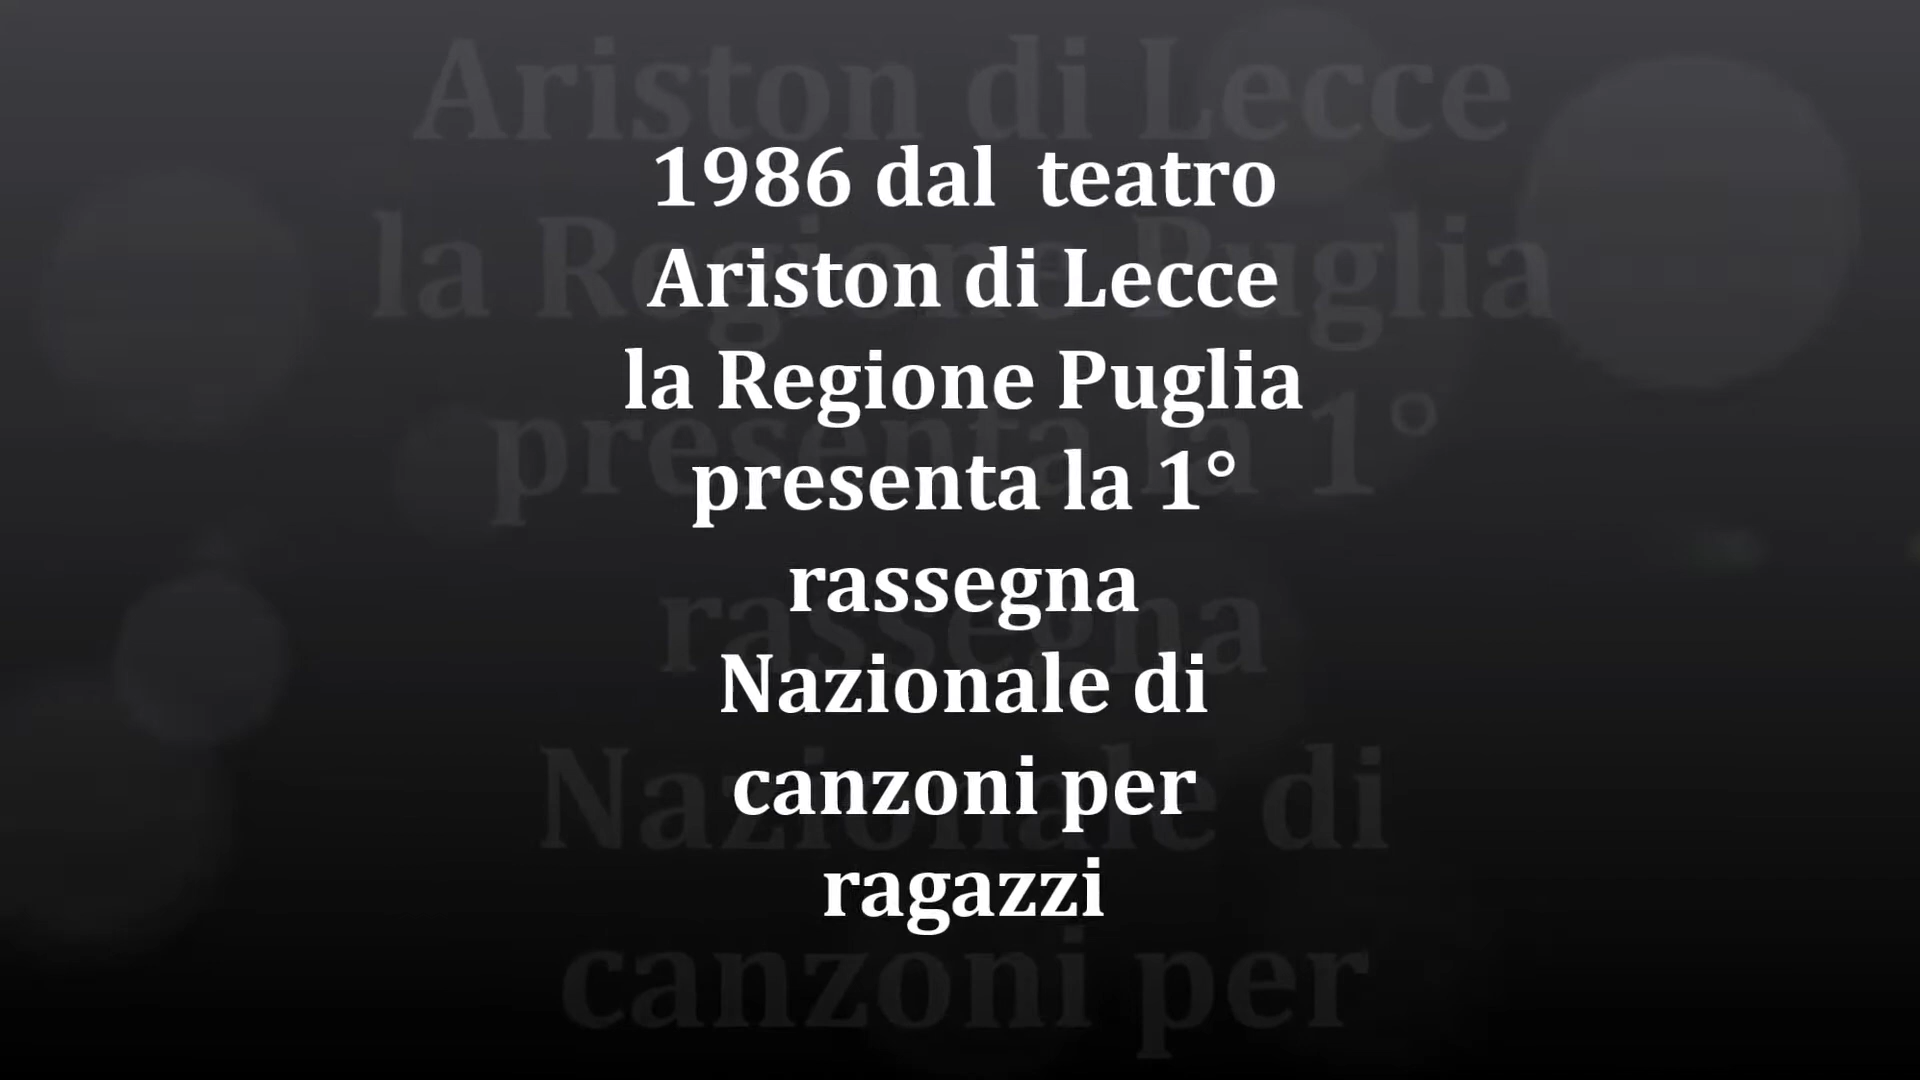 1986 dal  teatro
Ariston di Lecce
la Regione Puglia
presenta la 1°
rassegna
Nazionale di
canzoni per
ragazzi